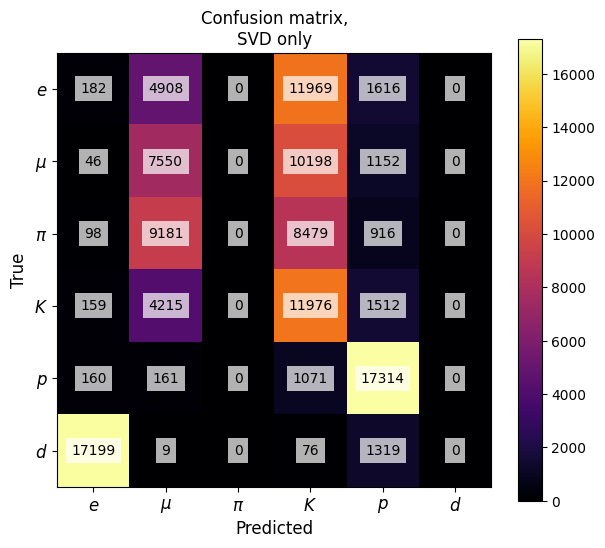 Confusion matrix,
SVD only
e 182 4908 0 11969 1616 0
μ 46 7550 0 10198 1152 0
π 98 9181 0 8479 916 0
K 159 4215 0 11976 1512 0
p 160 161 0 1071 17314 0
d 17199 9 0 76 1319 0
e μ π K p d
True
Predicted
16000
14000
12000
10000
8000
6000
4000
2000
0